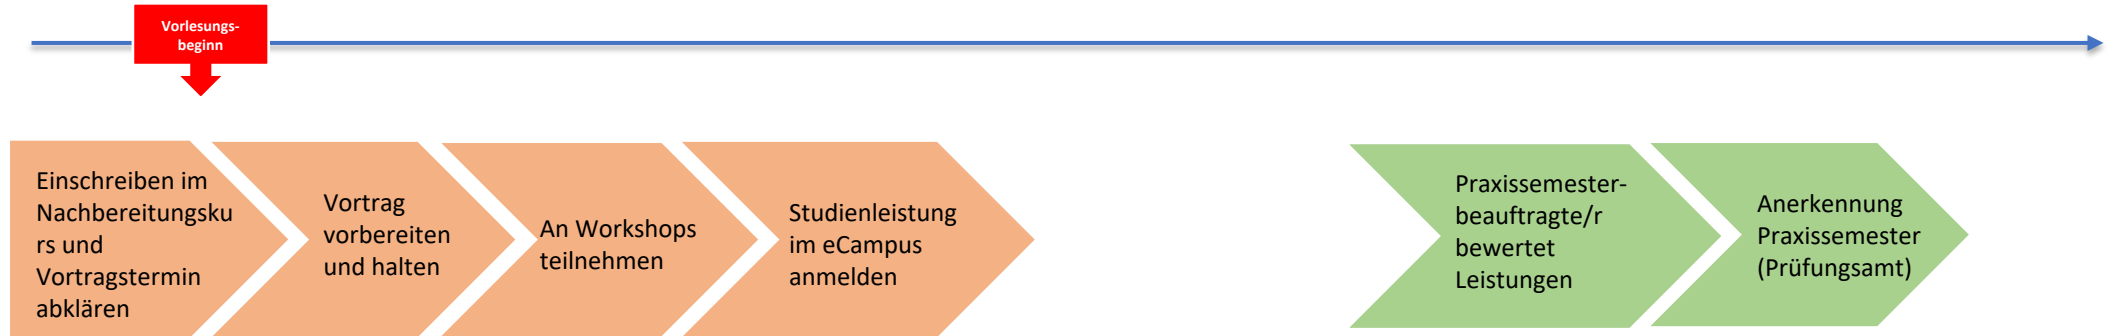 Vorlesungs-
beginn
Einschreiben im
Nachbereitungsku
rs und
Vortragstermin
abklären
Vortrag
vorbereiten
und halten
An Workshops
teilnehmen
Studienleistung
im eCampus
anmelden
Praxissemester-
beauftragte/r
bewertet
Leistungen
Anerkennung
Praxissemester
(Prüfungsamt)